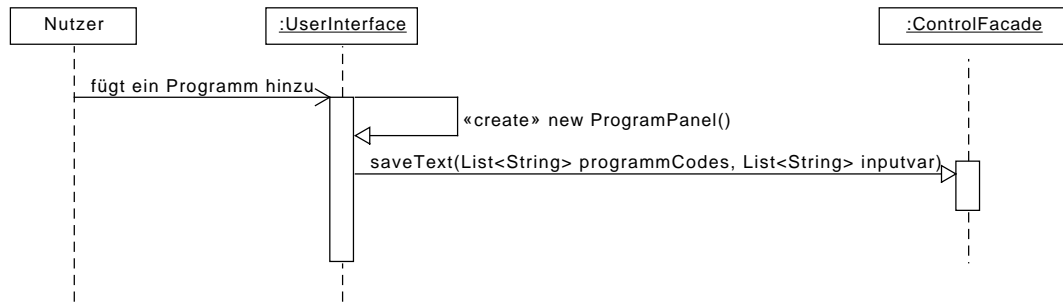 Nutzer
:UserInterface
:ControlFacade
fügt ein Programm hinzu
«create» new ProgramPanel()
saveText(List<String> programmCodes, List<String> inputvar)